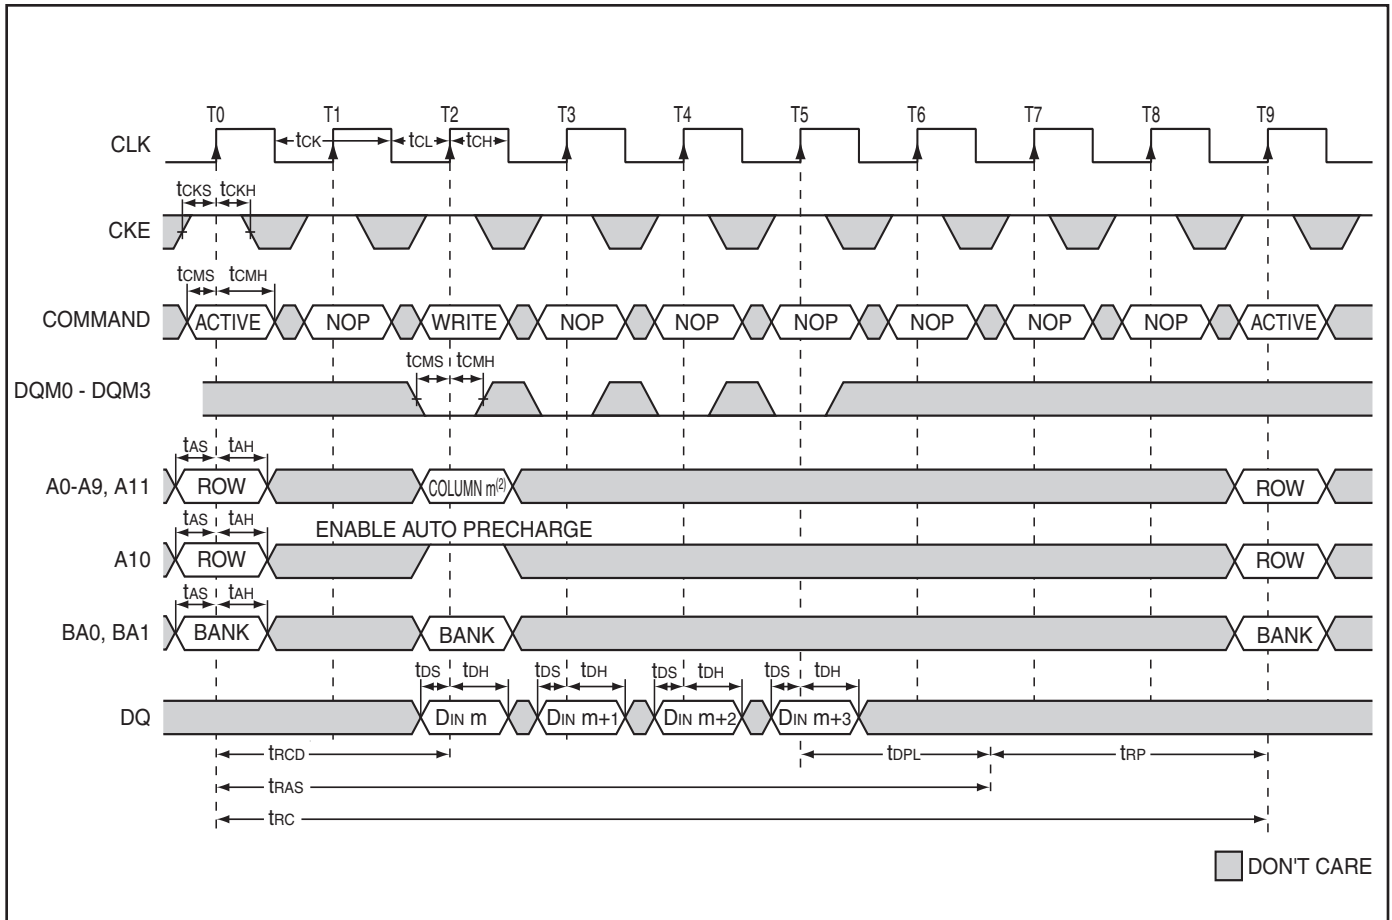 T0 T1 T2 T3 T4 T5 T6 T7 T8 T9
CLK tCK tCL tCH
tCKS tCKH
CKE
tCMS tCMH
COMMAND ACTIVE NOP WRITE NOP NOP NOP NOP NOP NOP ACTIVE
tCMS tCMH
DQM0 - DQM3
tAS tAH
A0-A9, A11 ROW COLUMN m(2) ROW
tAS tAH ENABLE AUTO PRECHARGE
A10 ROW ROW
tAS tAH
BA0, BA1 BANK BANK BANK
tDS tDH tDS tDH tDS tDH tDS tDH
DQ DIN m DIN m+1 DIN m+2 DIN m+3
tRCD tDPL tRP
tRAS
tRC
DON'T CARE